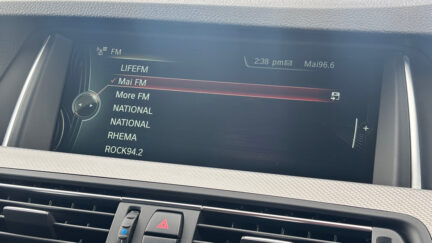 FM
2:38 pm Mai96.6
LIFEFM
Mai FM
More FM
NATIONAL
NATIONAL
RHEMA
ROCK94.2